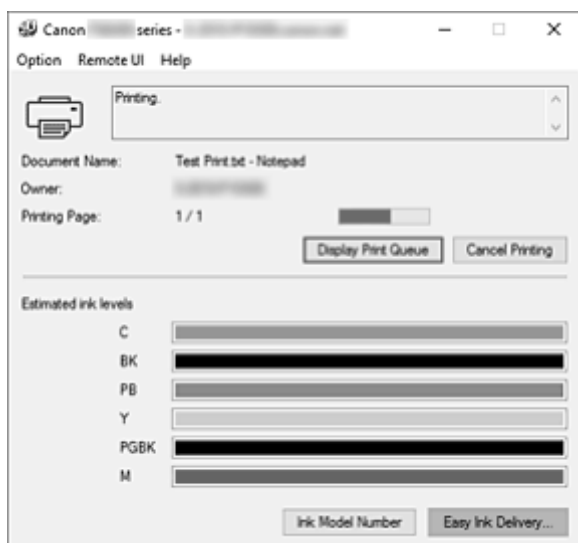 Canon series -
Option Remote UI Help
Printing.
Document Name: Test Print.txt - Notepad
Owner:
Printing Page: 1 / 1
Display Print Queue Cancel Printing
Estimated ink levels
C
BK
PB
Y
PGBK
M
Ink Model Number Easy Ink Delivery...